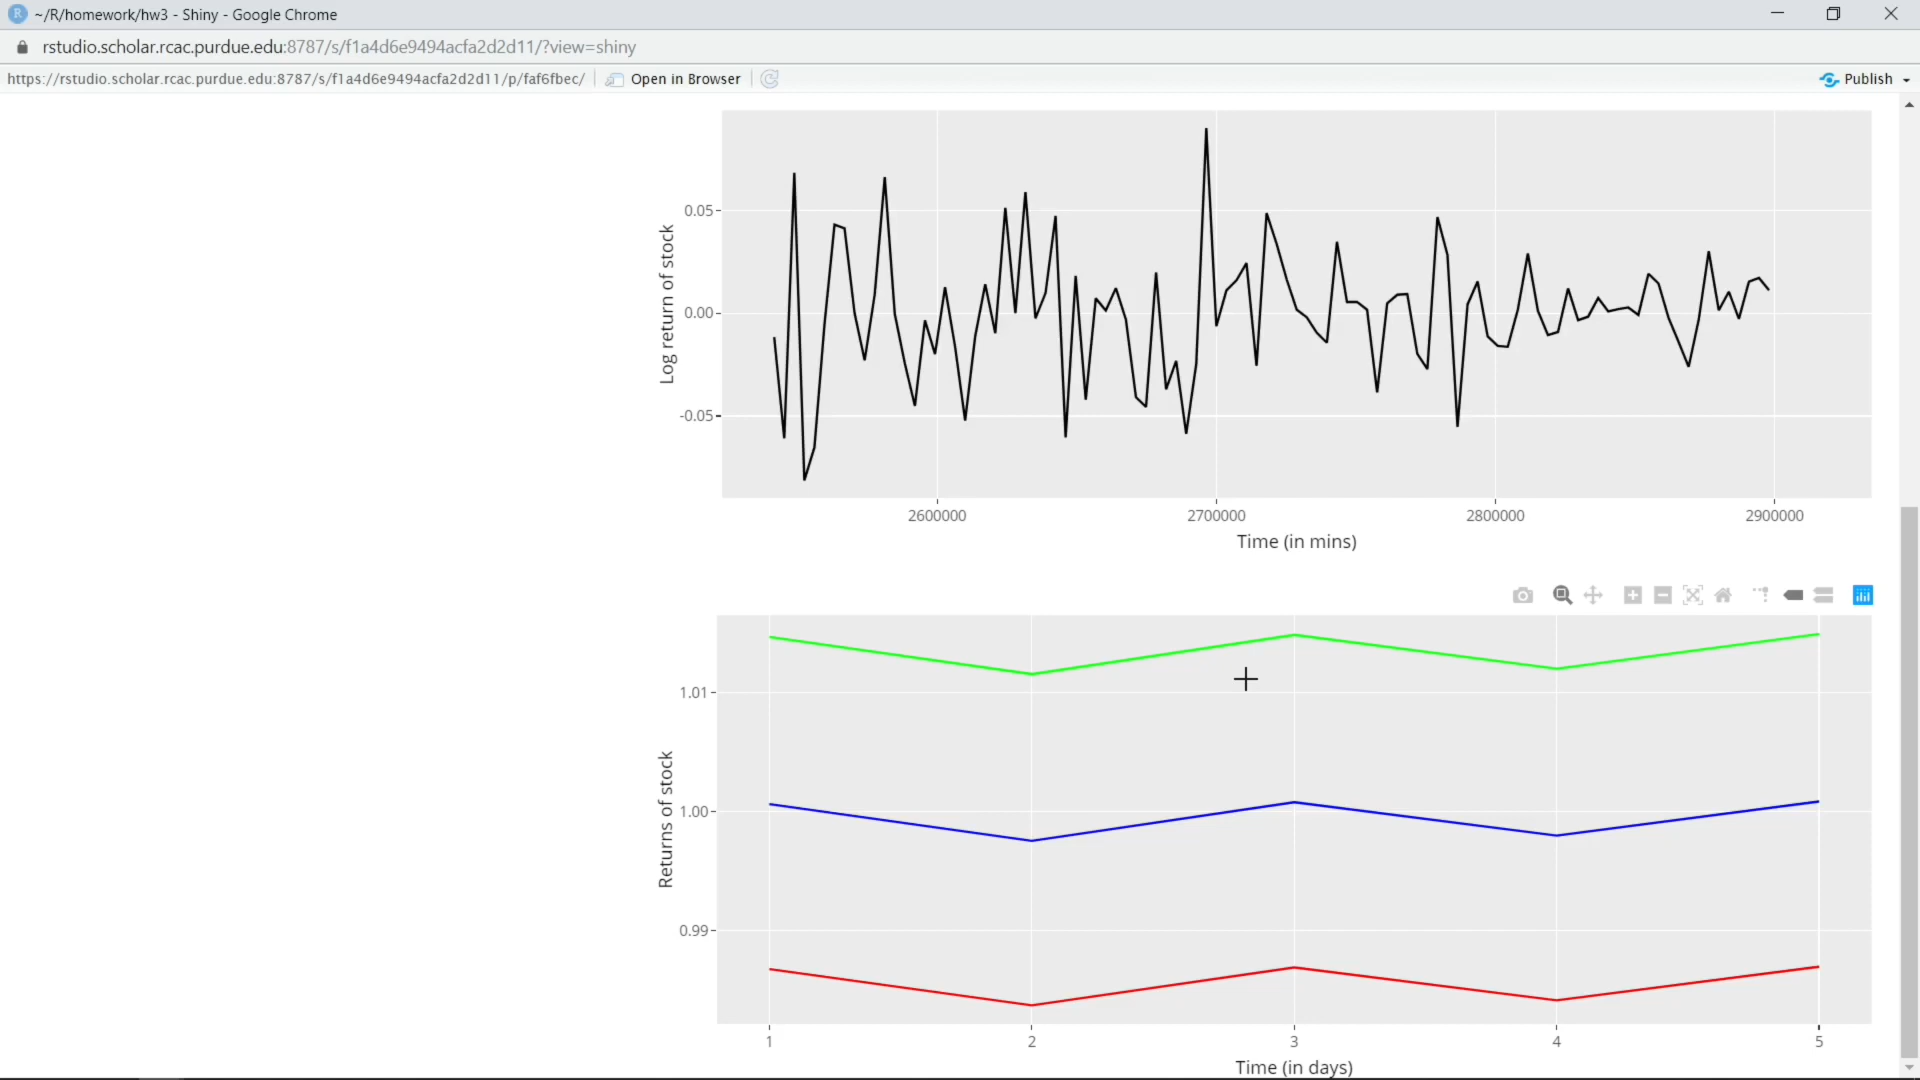 R ~/R/homework/hw3 - Shiny - Google Chrome
rstudio.scholar.rcac.purdue.edu:8787/s/f1a4d6e9494acfa2d2d11/?view=shiny
https://rstudio.scholar.rcac.purdue.edu:8787/s/f1a4d6e9494acfa2d2d11/p/faf6fbec/ Open in Browser Publish
Log return of stock
0.05
0.00
-0.05
2600000 2700000 2800000 2900000
Time (in mins)
Returns of stock
1.01
1.00
0.99
1 2 3 4 5
Time (in days)